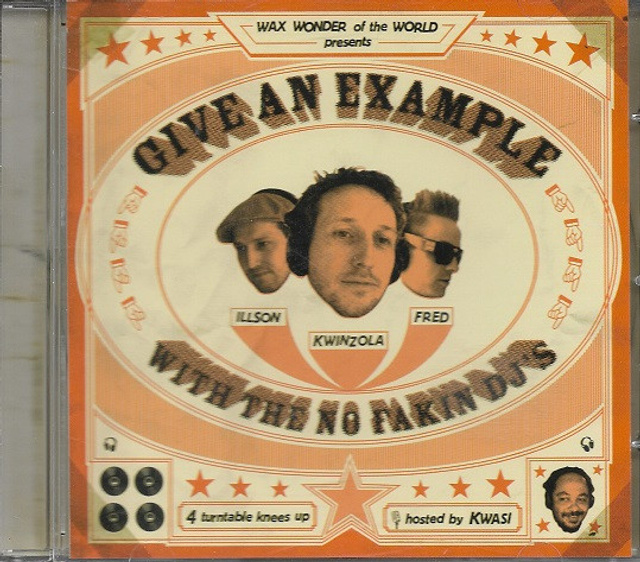 WAX WONDER of the WORLD
presents
GIVE AN EXAMPLE
ILLSON
KWINZOLA
FRED
WITH THE NO FAKIN DJ'S
4 turntable knees up
hosted by KWASI